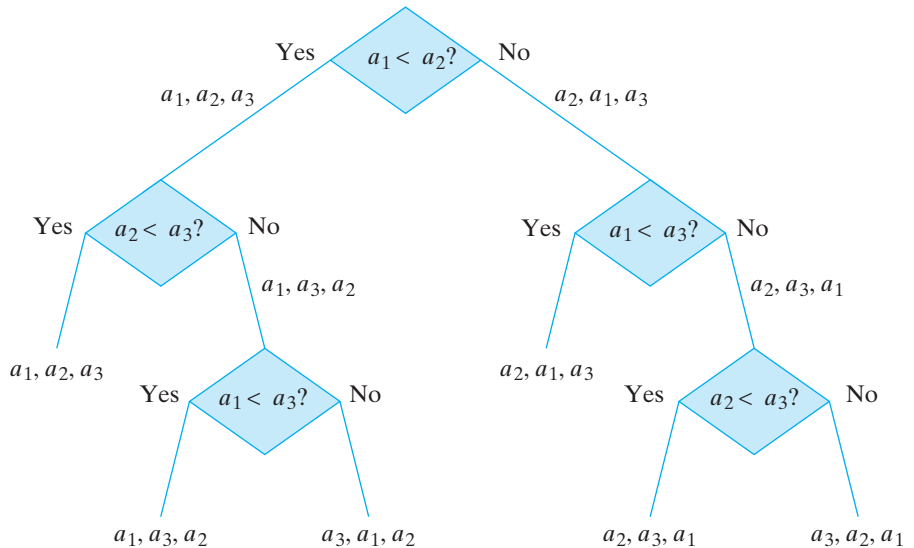 Yes a₁ < a₂? No
a₁, a₂, a₃ a₂, a₁, a₃
Yes a₂ < a₃? No Yes a₁ < a₃? No
a₁, a₃, a₂ a₂, a₃, a₁
a₁, a₂, a₃ a₂, a₁, a₃
Yes a₁ < a₃? No Yes a₂ < a₃? No
a₁, a₃, a₂ a₃, a₁, a₂ a₂, a₃, a₁ a₃, a₂, a₁